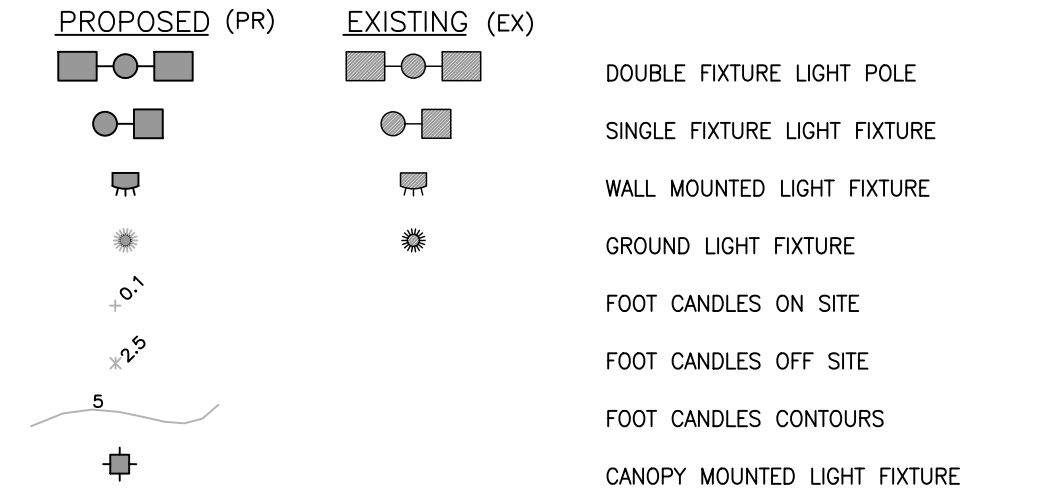 PROPOSED (PR) EXISTING (EX)
DOUBLE FIXTURE LIGHT POLE
SINGLE FIXTURE LIGHT FIXTURE
WALL MOUNTED LIGHT FIXTURE
GROUND LIGHT FIXTURE
0.1 FOOT CANDLES ON SITE
2.5 FOOT CANDLES OFF SITE
5 FOOT CANDLES CONTOURS
CANOPY MOUNTED LIGHT FIXTURE